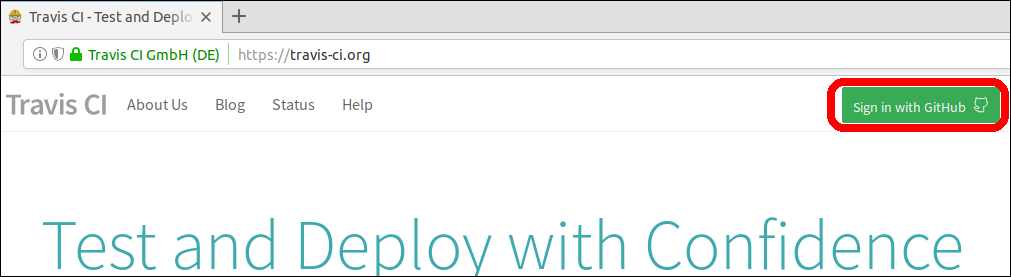 Travis CI - Test and Deplo
Travis CI GmbH (DE) https://travis-ci.org
Travis CI About Us Blog Status Help Sign in with GitHub
Test and Deploy with Confidence